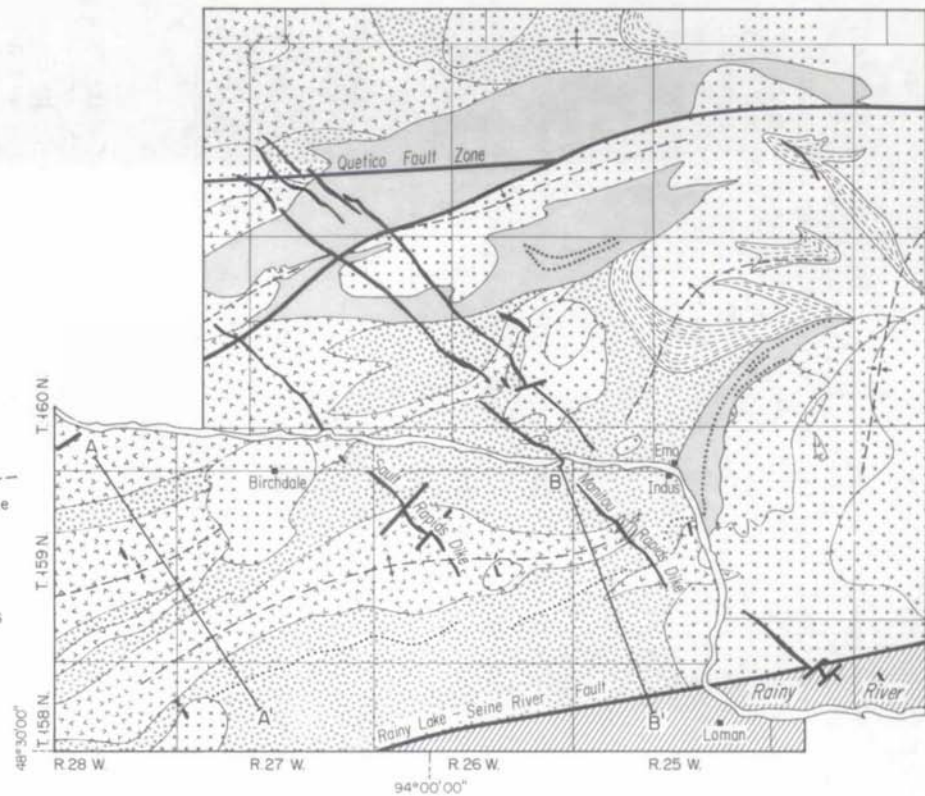 Quetico Fault Zone
T.160 N.
A
Birchdale
Sault Rapids Dike
B
Emo
Indus
Manitou Rapids Dike
e
T.159 N.
A'
Rainy Lake - Seine River Fault
B'
Rainy River
Loman
T.158 N.
48°30'00"
R.28 W.
R.27 W.
R.26 W.
R.25 W.
94°00'00"